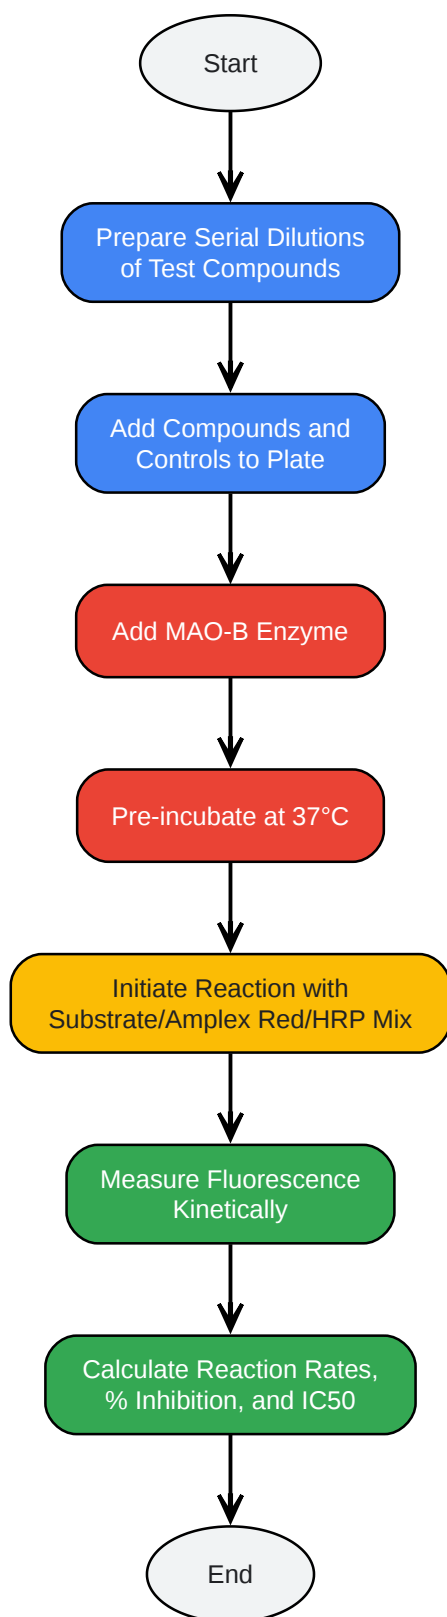 Start
Prepare Serial Dilutions
of Test Compounds
Add Compounds and
Controls to Plate
Add MAO-B Enzyme
Pre-incubate at 37°C
Initiate Reaction with
Substrate/Amplex Red/HRP Mix
Measure Fluorescence
Kinetically
Calculate Reaction Rates,
% Inhibition, and IC50
End